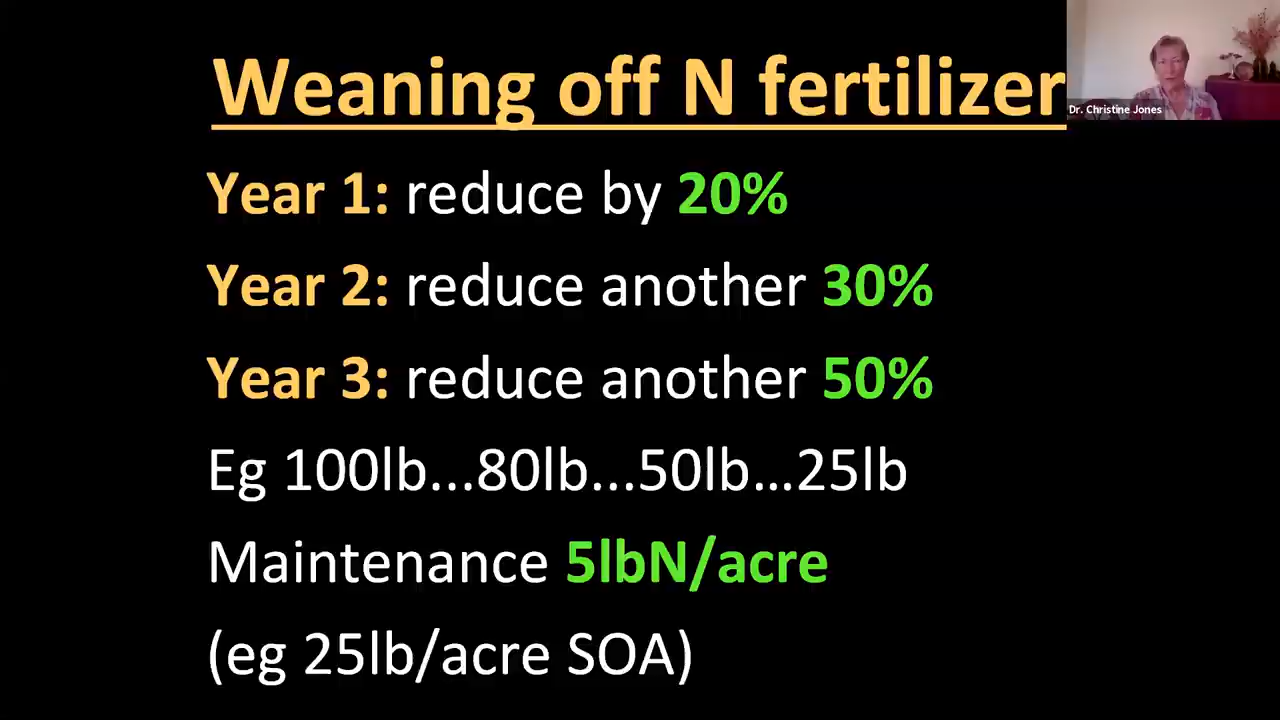 Weaning off N fertilizer
Dr. Christine Jones
Year 1: reduce by 20%
Year 2: reduce another 30%
Year 3: reduce another 50%
Eg 100lb...80lb...50lb...25lb
Maintenance 5lbN/acre
(eg 25lb/acre SOA)